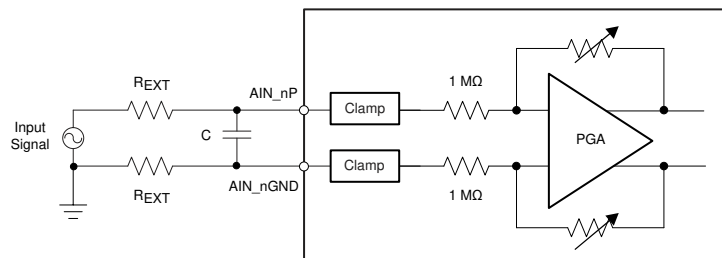 REXT
AIN_nP
Clamp
1 MΩ
Input
Signal
C
PGA
Clamp
AIN_nGND
REXT
1 MΩ